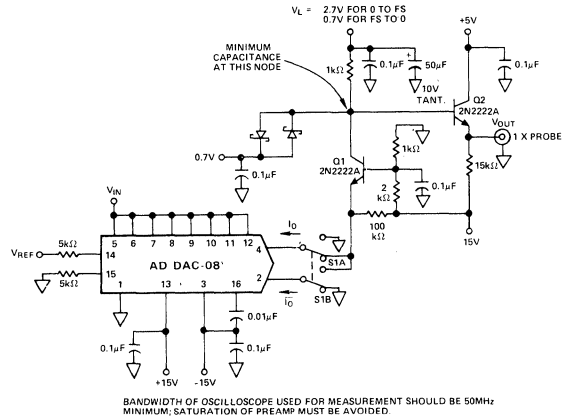 VL = 2.7V FOR 0 TO FS
0.7V FOR FS TO 0
+5V
MINIMUM
CAPACITANCE
AT THIS NODE
1kΩ
0.1µF
+
50µF
10V
TANT.
0.1µF
Q2
2N2222A
VOUT
1 X PROBE
0.7V
0.1µF
Q1
2N2222A
1kΩ
15kΩ
2
kΩ
0.1µF
100
kΩ
15V
VIN
IO
5 6 7 8 9 10 11 12
VREF
5kΩ
14
4
S1A
AD DAC-08
15
5kΩ
2
1 13 3 16
IO
S1B
0.01µF
0.1µF
0.1µF
+15V
-15V
BANDWIDTH OF OSCILLOSCOPE USED FOR MEASUREMENT SHOULD BE 50MHz
MINIMUM; SATURATION OF PREAMP MUST BE AVOIDED.